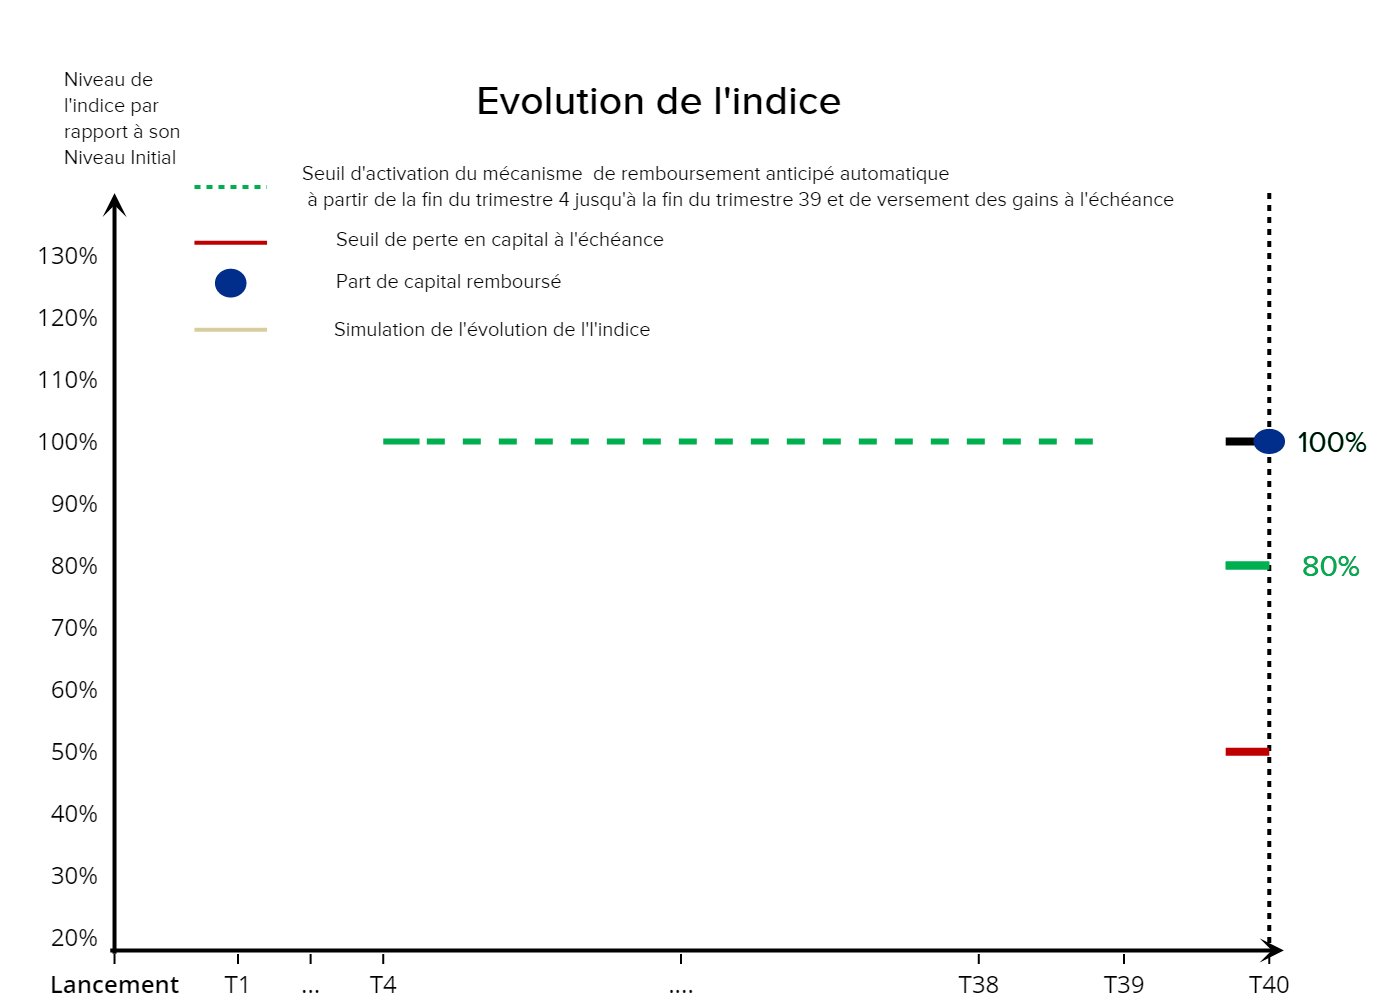 Niveau de
l'indice par
rapport à son
Niveau Initial
Evolution de l'indice
Seuil d'activation du mécanisme  de remboursement anticipé automatique
à partir de la fin du trimestre 4 jusqu'à la fin du trimestre 39 et de versement des gains à l'échéance
Seuil de perte en capital à l'échéance
Part de capital remboursé
Simulation de l'évolution de l'l'indice
130%
120%
110%
100%
100%
90%
80%
80%
70%
60%
50%
40%
30%
20%
Lancement T1 ... T4 .... T38 T39 T40